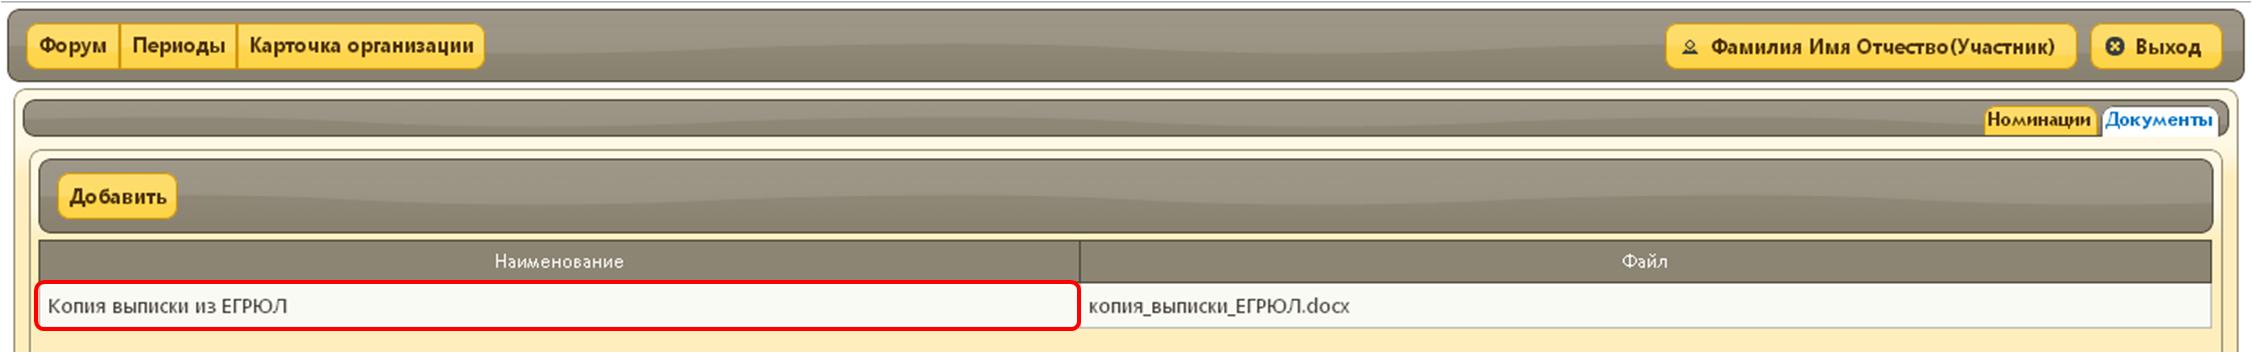 Форум Периоды Карточка организации Фамилия Имя Отчество(Участник) Выход
Номинации Документы
Добавить
Наименование Файл
Копия выписки из ЕГРЮЛ копия_выписки_ЕГРЮЛ.docx